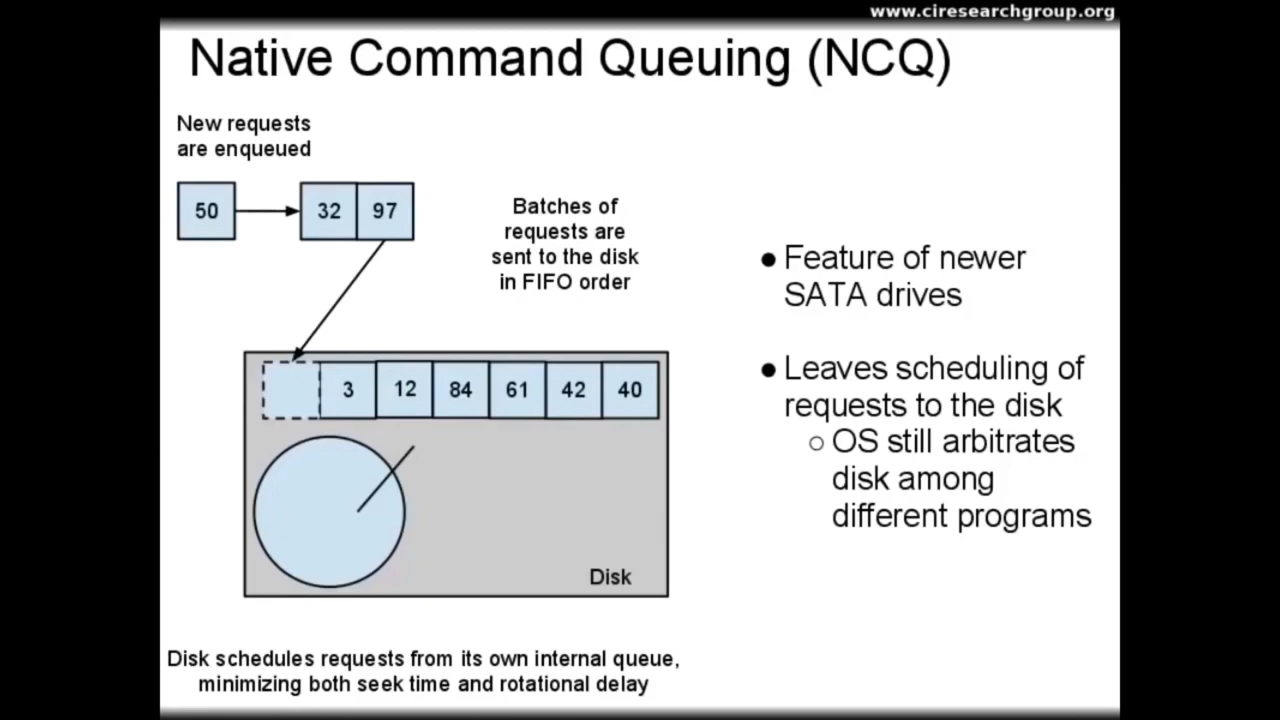 www.ciresearchgroup.org
Native Command Queuing (NCQ)
New requests
are enqueued
50
32 97
Batches of
requests are
sent to the disk
in FIFO order
3 12 84 61 42 40
Disk
Disk schedules requests from its own internal queue,
minimizing both seek time and rotational delay
● Feature of newer
SATA drives
● Leaves scheduling of
requests to the disk
○ OS still arbitrates
disk among
different programs